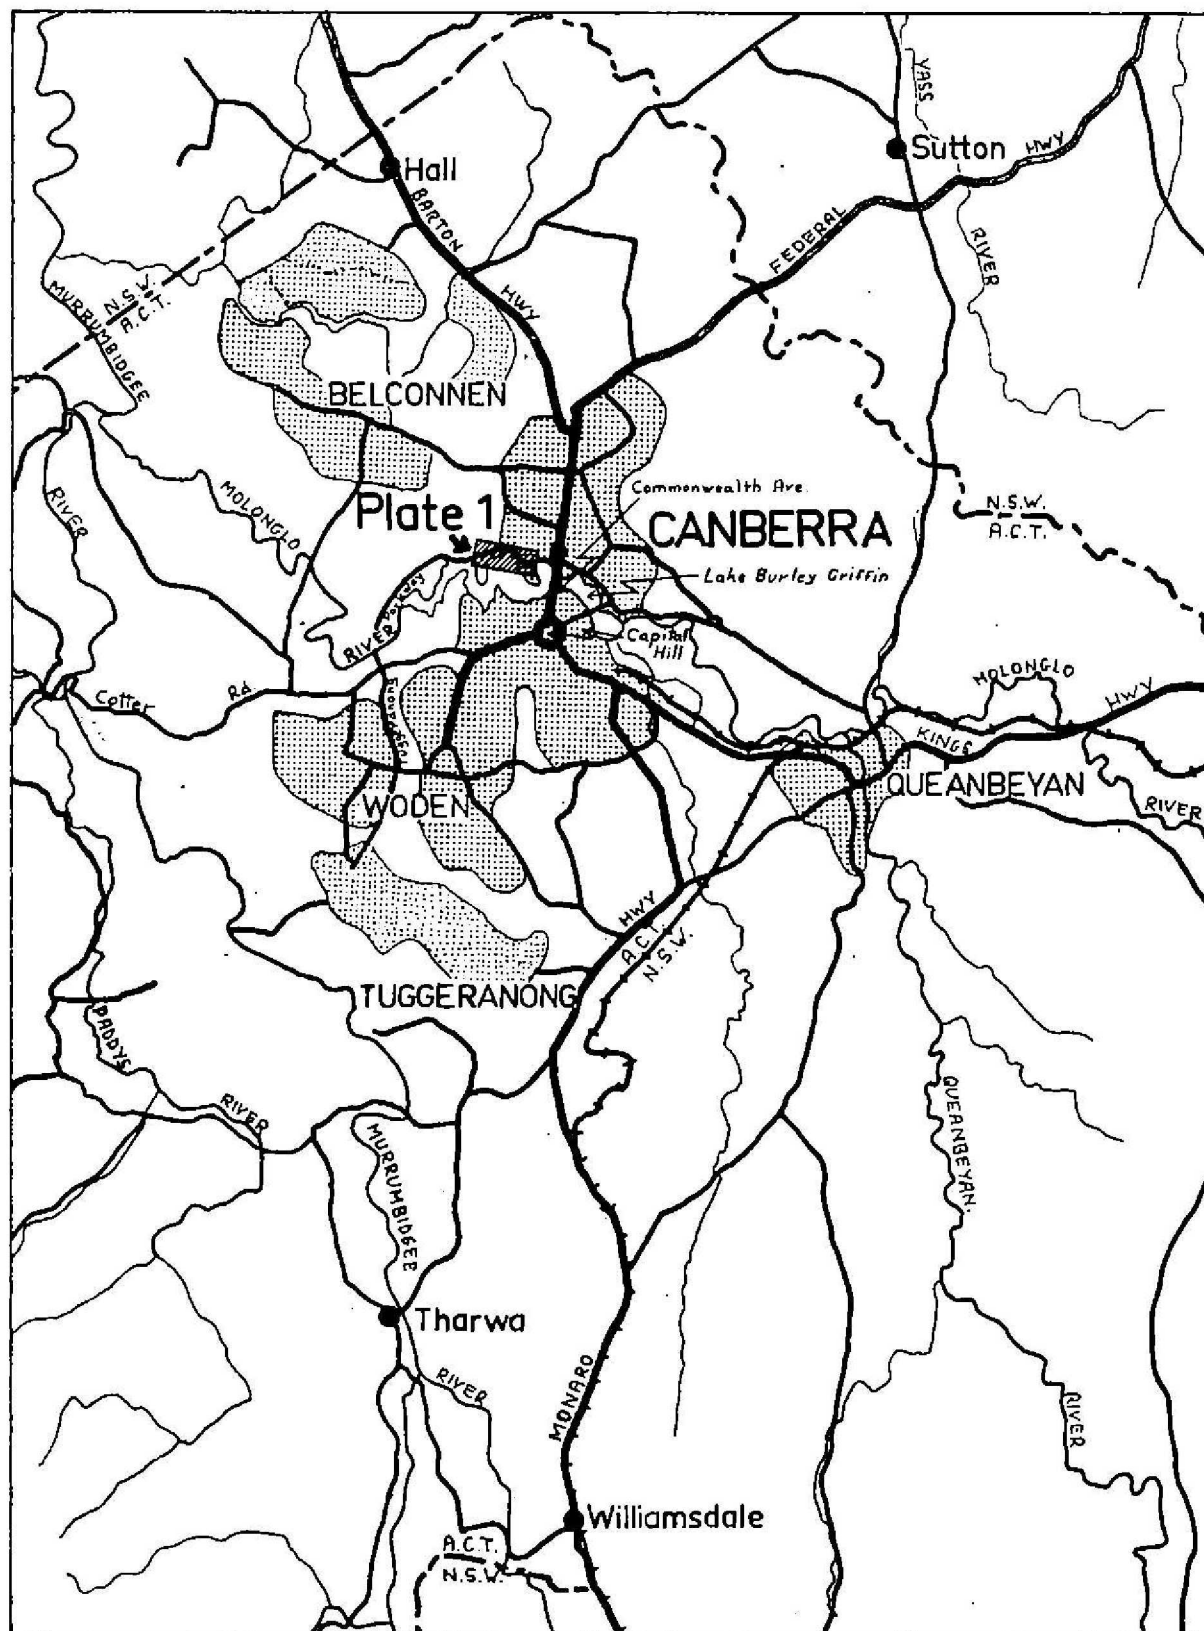 YASS
Sutton
HWY
Hall
BARTON
FEDERAL
RIVER
N.S.W.
A.C.T.
MURRUMBIDGEE
HWY
BELCONNEN
Commonwealth Ave.
MOLONGLO
Plate 1
CANBERRA
N.S.W.
A.C.T.
RIVER
Lake Burley Griffin
Parkway
RIVER
Capital
Hill
Cotter
Rd
MOLONGLO
HWY
KINGS
WODEN
QUEANBEYAN
RIVER
HWY
A.C.T.
N.S.W.
TUGGERANONG
PADDYS
RIVER
QUEANBEYAN.
MURRUMBIDGEE
Tharwa
RIVER
MONARO
RIVER
Williamsdale
A.C.T.
N.S.W.